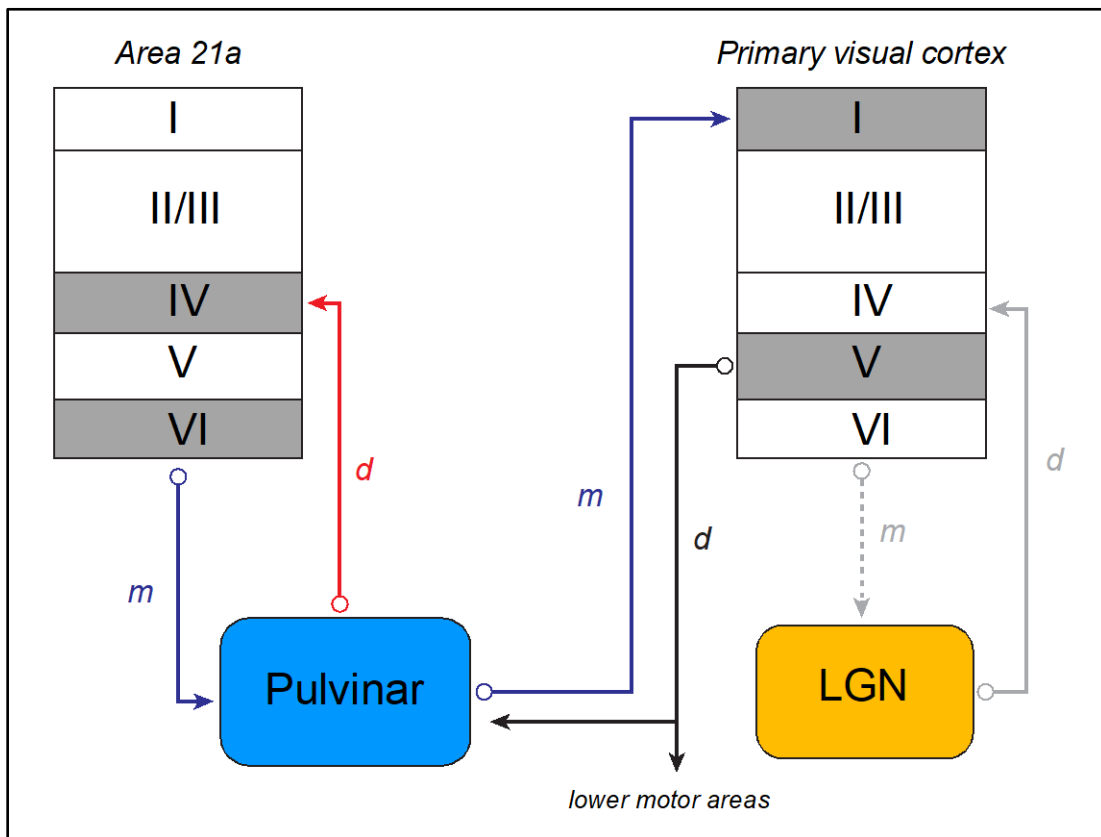 Area 21a
Primary visual cortex
I
I
II/III
II/III
IV
IV
V
V
VI
VI
d
m
d
d
m
m
Pulvinar
LGN
lower motor areas